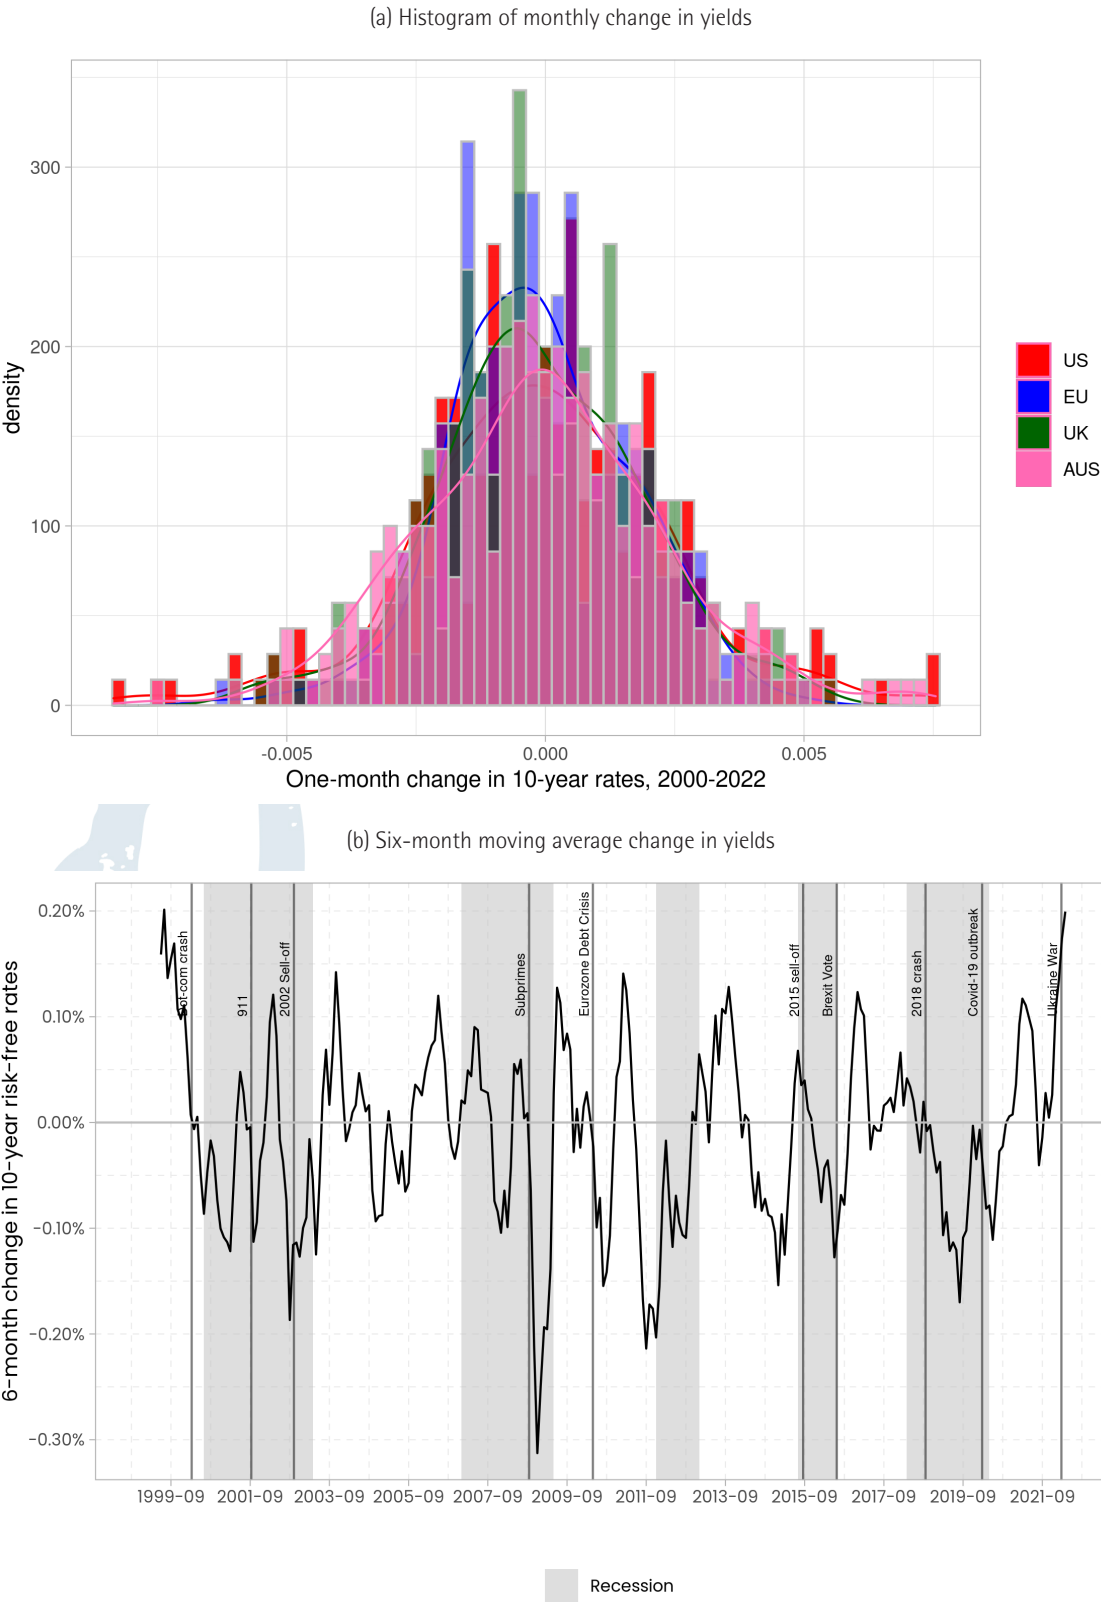 (a) Histogram of monthly change in yields
300
200
100
0
density
-0.005
0.000
0.005
One-month change in 10-year rates, 2000-2022
US
EU
UK
AUS
(b) Six-month moving average change in yields
0.20%
0.10%
0.00%
−0.10%
−0.20%
−0.30%
6−month change in 10−year risk−free rates
Dot-com crash
911
2002 Sell-off
Subprimes
Eurozone Debt Crisis
2015 sell-off
Brexit Vote
2018 crash
Covid-19 outbreak
Ukraine War
1999−09
2001−09
2003−09
2005−09
2007−09
2009−09
2011−09
2013−09
2015−09
2017−09
2019−09
2021−09
Recession